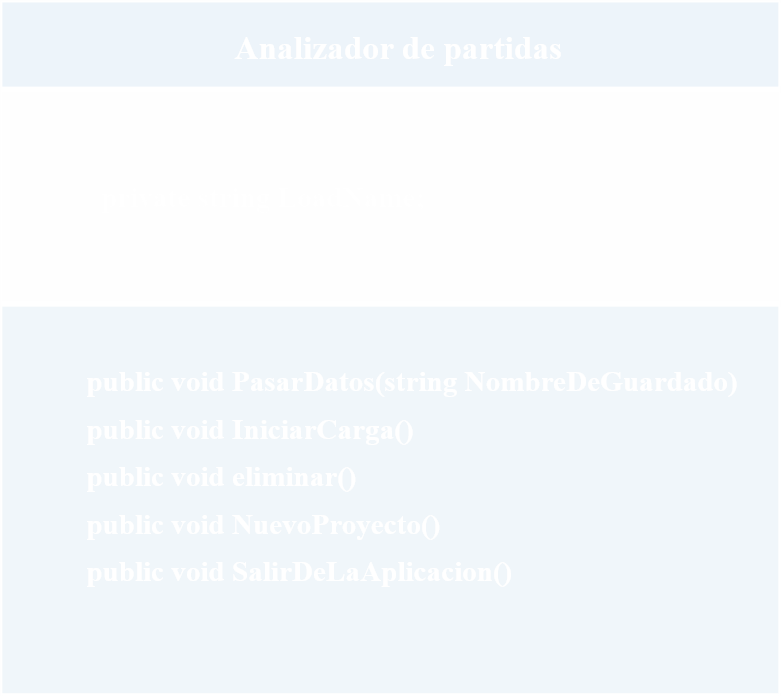 Analizador de partidas
public void PasarDatos(string NombreDeGuardado)
public void IniciarCarga()
public void eliminar()
public void NuevoProyecto()
public void SalirDeLaAplicacion()